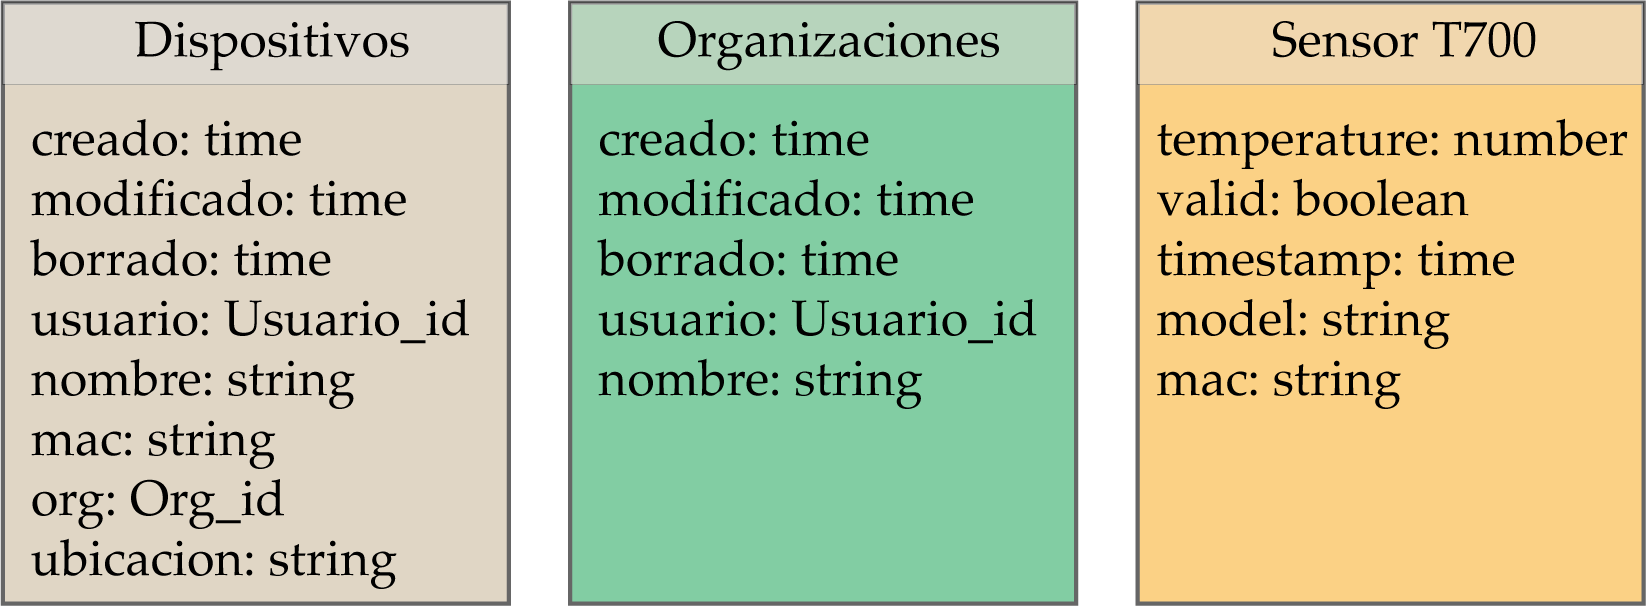 Dispositivos
creado: time
modificado: time
borrado: time
usuario: Usuario_id
nombre: string
mac: string
org: Org_id
ubicacion: string
Organizaciones
creado: time
modificado: time
borrado: time
usuario: Usuario_id
nombre: string
Sensor T700
temperature: number
valid: boolean
timestamp: time
model: string
mac: string